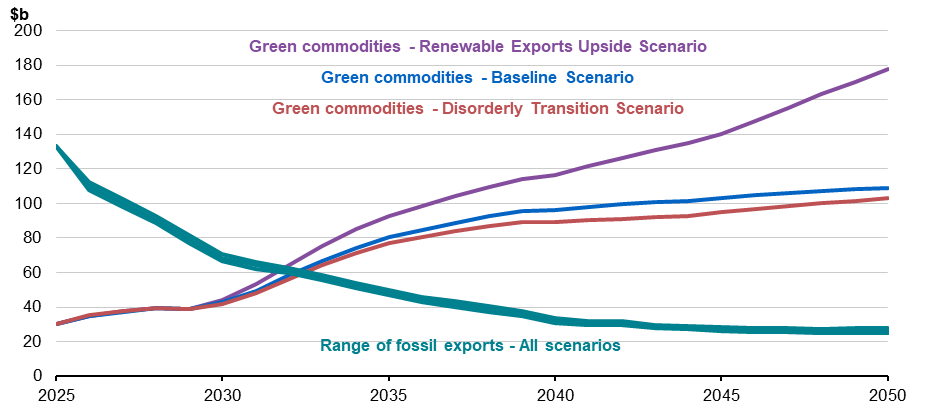 $b
200
Green commodities - Renewable Exports Upside Scenario
180
Green commodities - Baseline Scenario
160
Green commodities - Disorderly Transition Scenario
140
120
100
80
60
40
20
Range of fossil exports - All scenarios
0
2025 2030 2035 2040 2045 2050